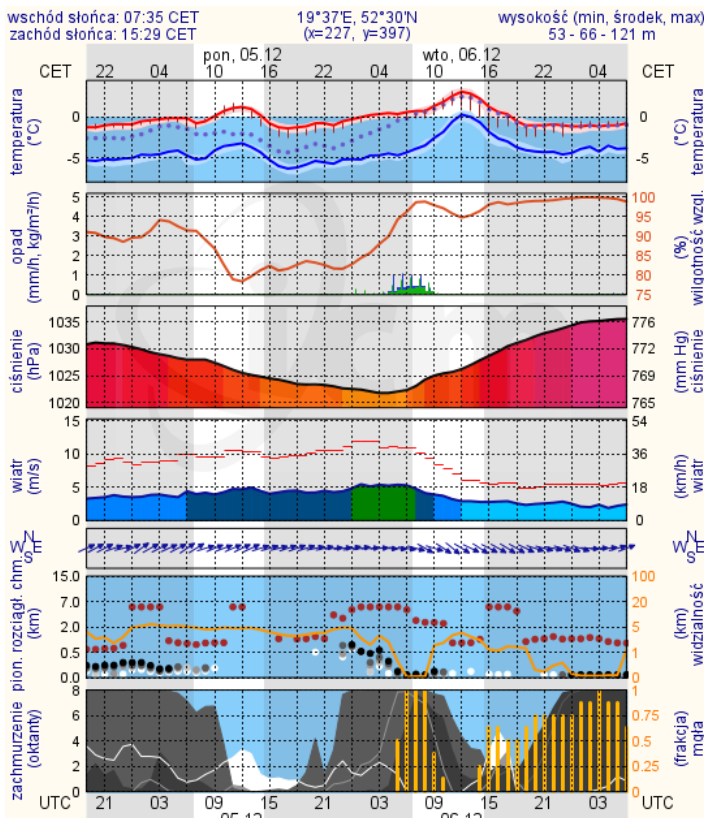 wschód słońca: 07:35 CET 19°37'E, 52°30'N wysokość (min, środek, max)
zachód słońca: 15:29 CET (x=227, y=397) 53 - 66 - 121 m
pon, 05.12 wto, 06.12
CET 22 04 10 16 22 04 10 16 22 04 CET
temperatura (°C)
0
-5
0
-5
temperatura (°C)
opad (mm/h, kg/m²/h)
5
4
3
2
1
0
100
95
90
85
80
75
wilgotność wzgl. (%)
ciśnienie (hPa)
1035
1030
1025
1020
776
772
769
765
(mm Hg) ciśnienie
wiatr (m/s)
15
10
5
0
54
36
18
0
(km/h) wiatr
N
W E
S
N
W E
S
pion. rozciągł. chm. (km)
15.0
7.0
2.0
0.5
0.0
100
20
5
1
0
widzialność (km)
zachmurzenie (oktanty)
8
6
4
2
0
1
0.75
0.5
0.25
0
(frakcja) mgła
UTC 21 03 09 15 21 03 09 15 21 03 UTC
05.12 06.12